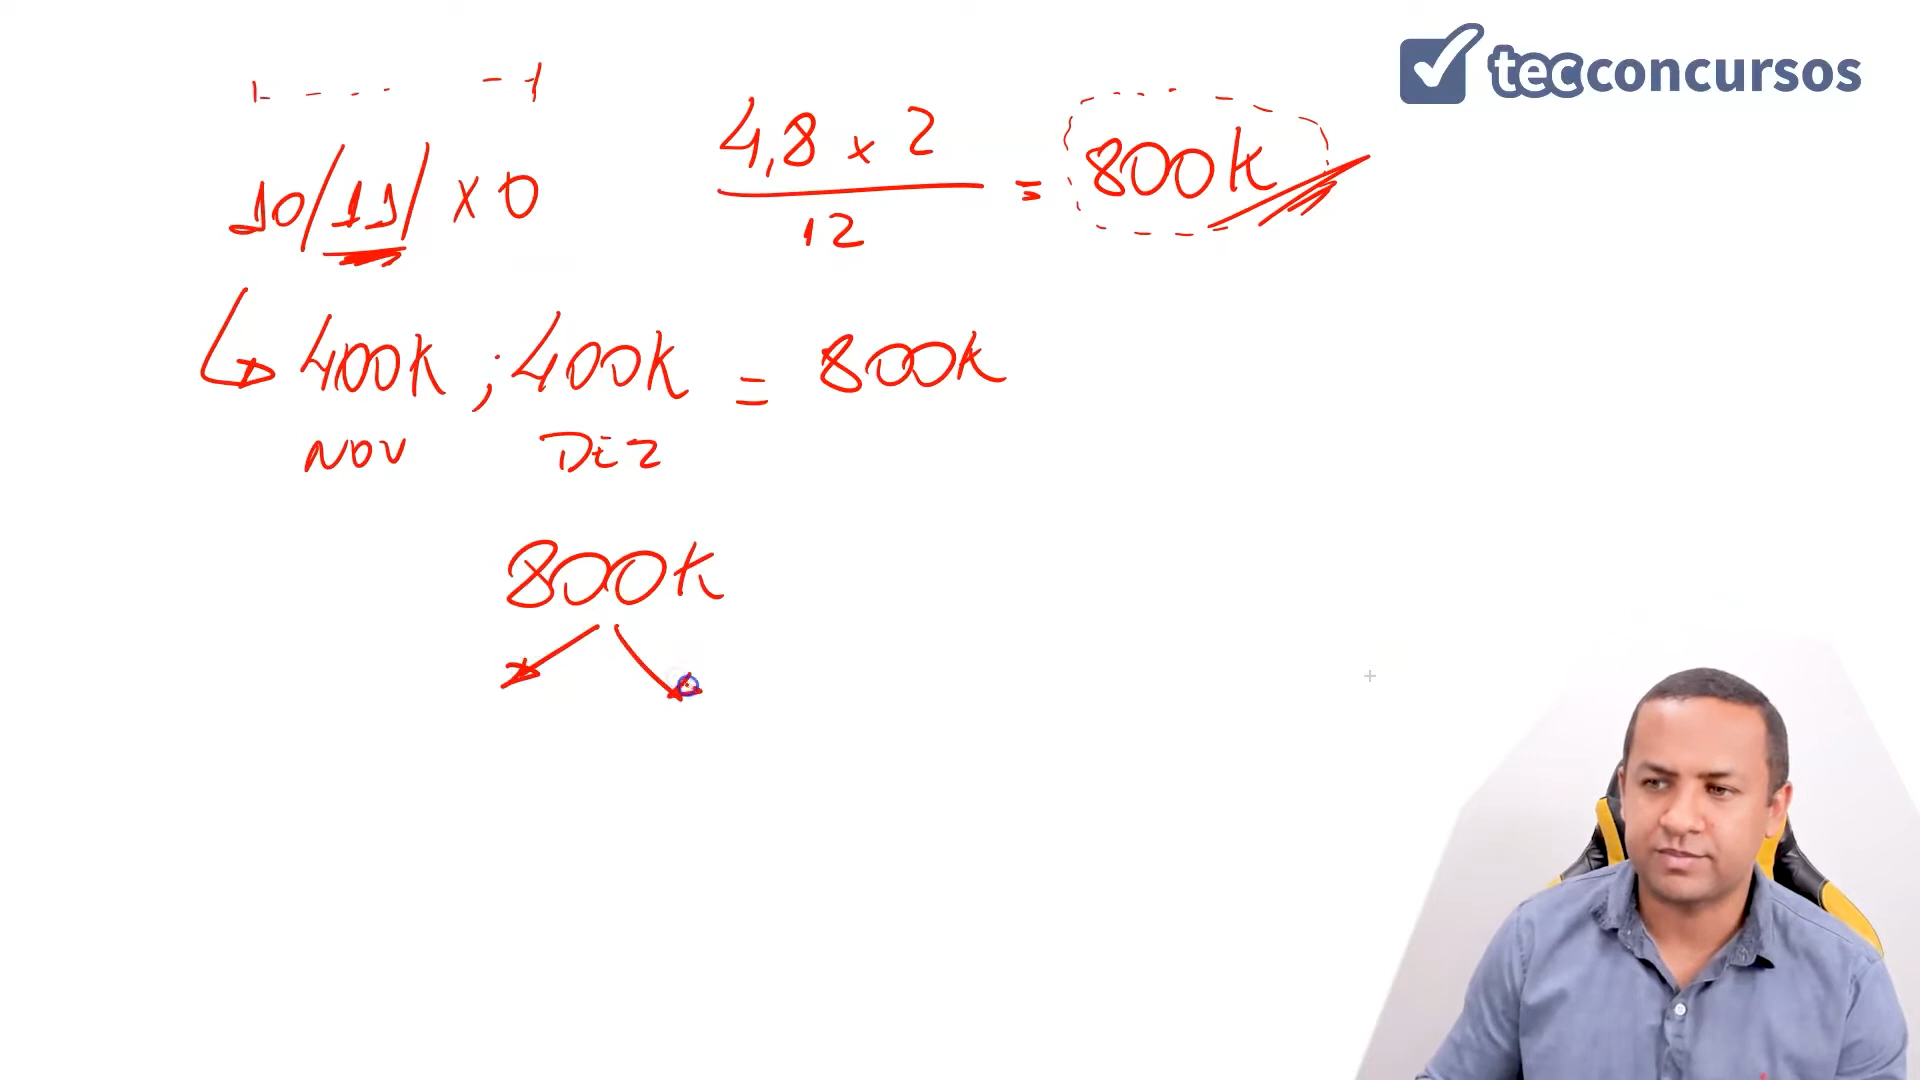 tecconcursos
10/11/X0
4,8 x 2
12
= 800k
400k ; 400k = 800k
NOV DEZ
800k